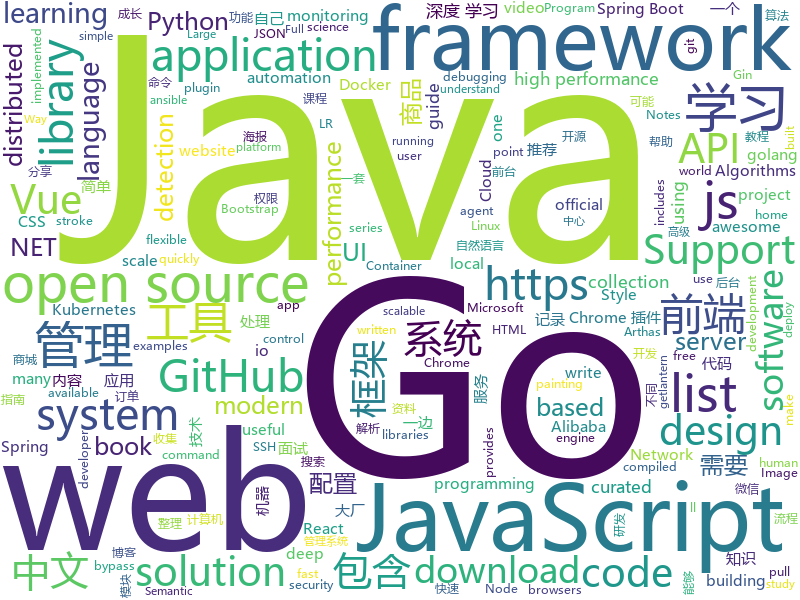 成长 功能 自己 monitoring 深度 学习 video Program Spring Boot 一个
learning simple Python JSON Large Full science 算法
Java
framework
git
implemented distributed library language application automation plugin Docker debugging understand high performance
Way 命令 ansible 课程 商品 guide 可能 Gin
学习
detection website 海报 platform LR running user one point 推荐 开源 Notes 帮助 built 教程
API golang
分享 简单 权限 一套 Cloud 前台 world Algorithms
Vue Bootstrap series agent official js includes using project
CSS stroke performance Linux 中心 awesome home
NET flexible UI 自然语言 高级 Support
scale quickly local Container
open source https collection use 后台 development
Kubernetes io app scalable Microsoft Style Chrome 插件 deploy
管理 工具 处理 control written HTML 记录 Arthas 前端 server software
商城 examples Chrome 系统 write free 代码
many 内容 应用 GitHub 框架 服务 开发 不同 getlantern
available 订单 list make
指南 system modern based painting
Go
技术 资料 libraries Alibaba 需要 design
Spring developer book 收集 useful 解析 一边 provides engine Network human
web
command 面试 SSH 搜索 programming compiled Image
机器 配置 JavaScript curated
整理 计算机 React 大厂 ll 知识
中文 博客 bypass 模块 solution deep 管理系统 包含 download code 微信 流程
Semantic fast security 快速 Node browsers 能够 研发 building pull study